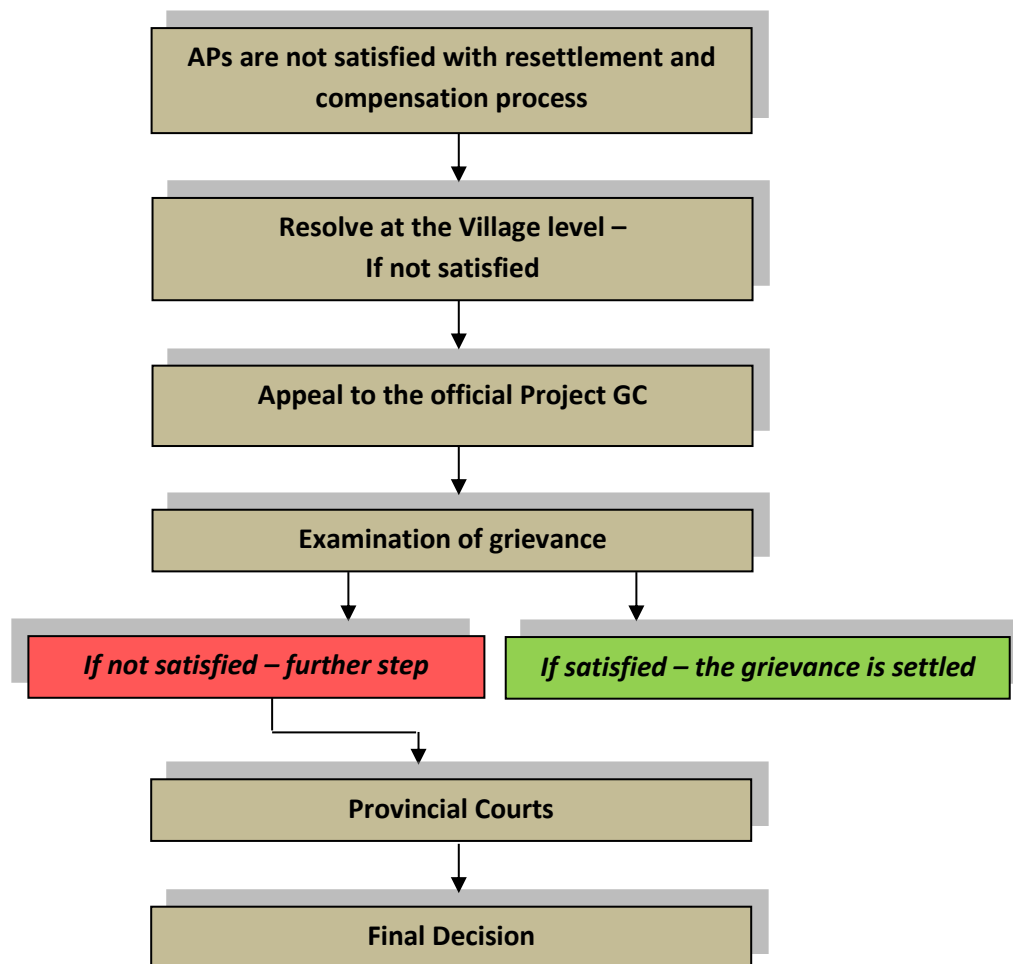 APs are not satisfied with resettlement and
compensation process
Resolve at the Village level –
If not satisfied
Appeal to the official Project GC
Examination of grievance
If not satisfied – further step
If satisfied – the grievance is settled
Provincial Courts
Final Decision